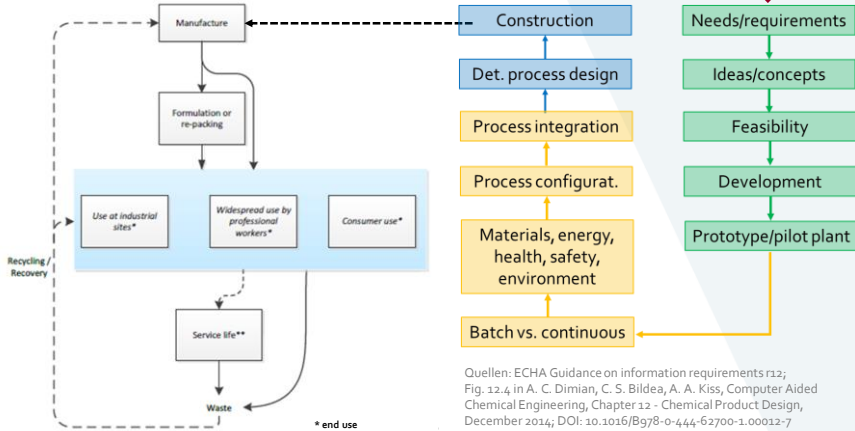 Manufacture
Formulation or
re-packing
Use at industrial
sites*
Widespread use by
professional
workers*
Consumer use*
Recycling /
Recovery
Service life**
Waste
* end use
Construction
Det. process design
Process integration
Process configurat.
Materials, energy,
health, safety,
environment
Batch vs. continuous
Needs/requirements
Ideas/concepts
Feasibility
Development
Prototype/pilot plant
Quellen: ECHA Guidance on information requirements r12;
Fig. 12.4 in A. C. Dimian, C. S. Bildea, A. A. Kiss, Computer Aided
Chemical Engineering, Chapter 12 - Chemical Product Design,
December 2014; DOI: 10.1016/B978-0-444-62700-1.00012-7